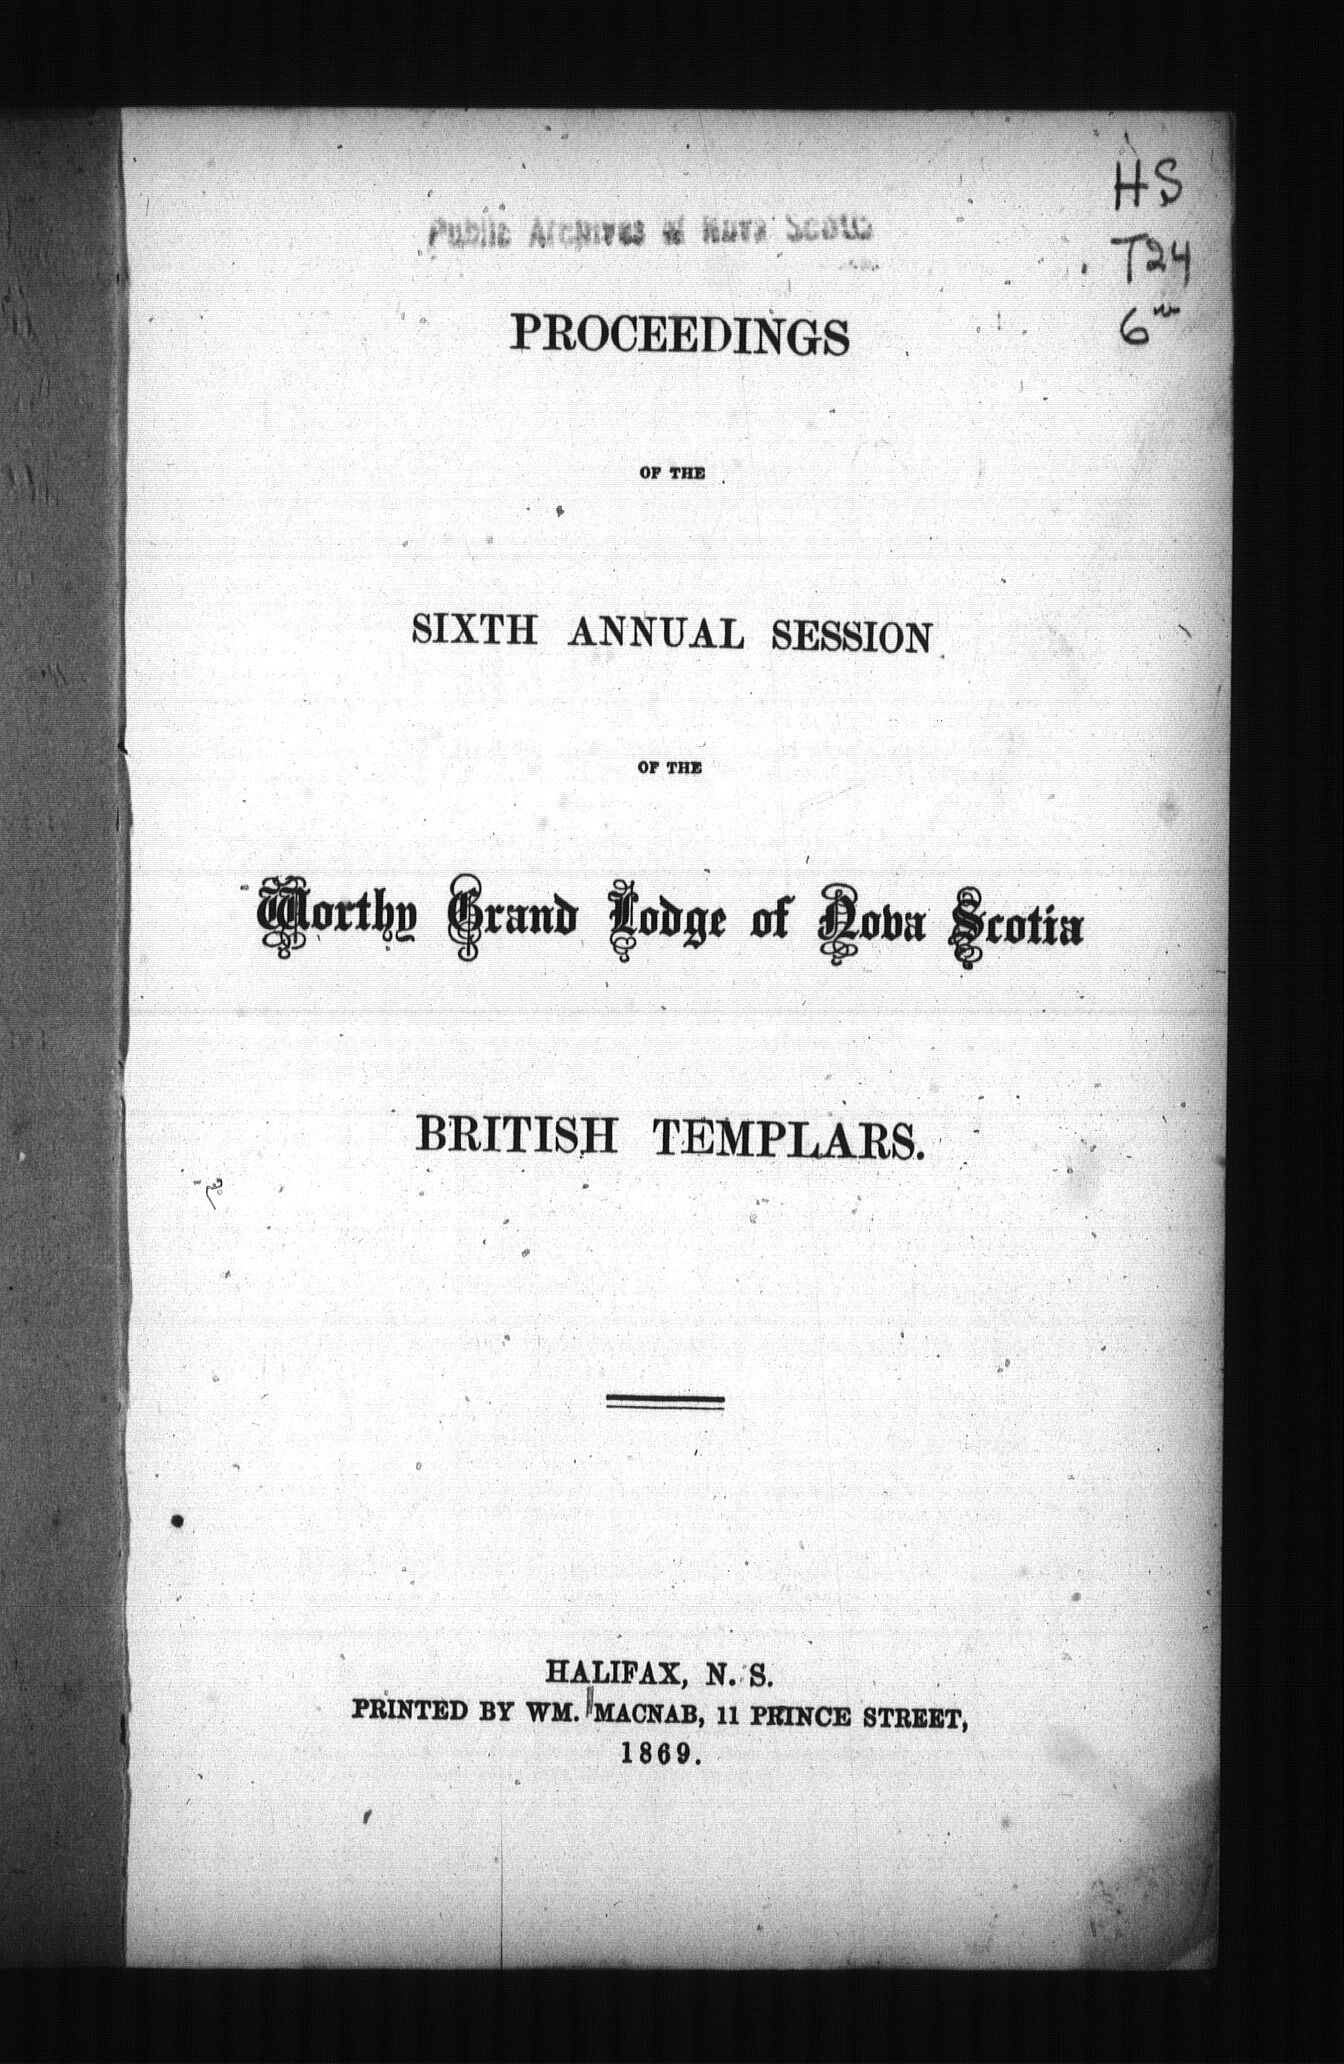 Public Archives of Nova Scotia
HS
T24
6th
PROCEEDINGS
OF THE
SIXTH ANNUAL SESSION
OF THE
Worthy Grand Lodge of Nova Scotia
BRITISH TEMPLARS.
HALIFAX, N. S.
PRINTED BY WM. MACNAB, 11 PRINCE STREET,
1869.